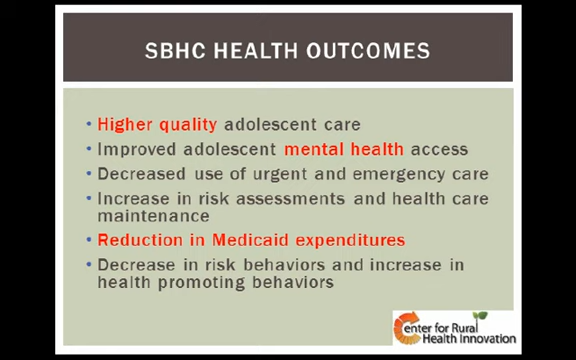 SBHC HEALTH OUTCOMES
• Higher quality adolescent care
• Improved adolescent mental health access
• Decreased use of urgent and emergency care
• Increase in risk assessments and health care
maintenance
• Reduction in Medicaid expenditures
• Decrease in risk behaviors and increase in
health promoting behaviors
Center for Rural
Health Innovation